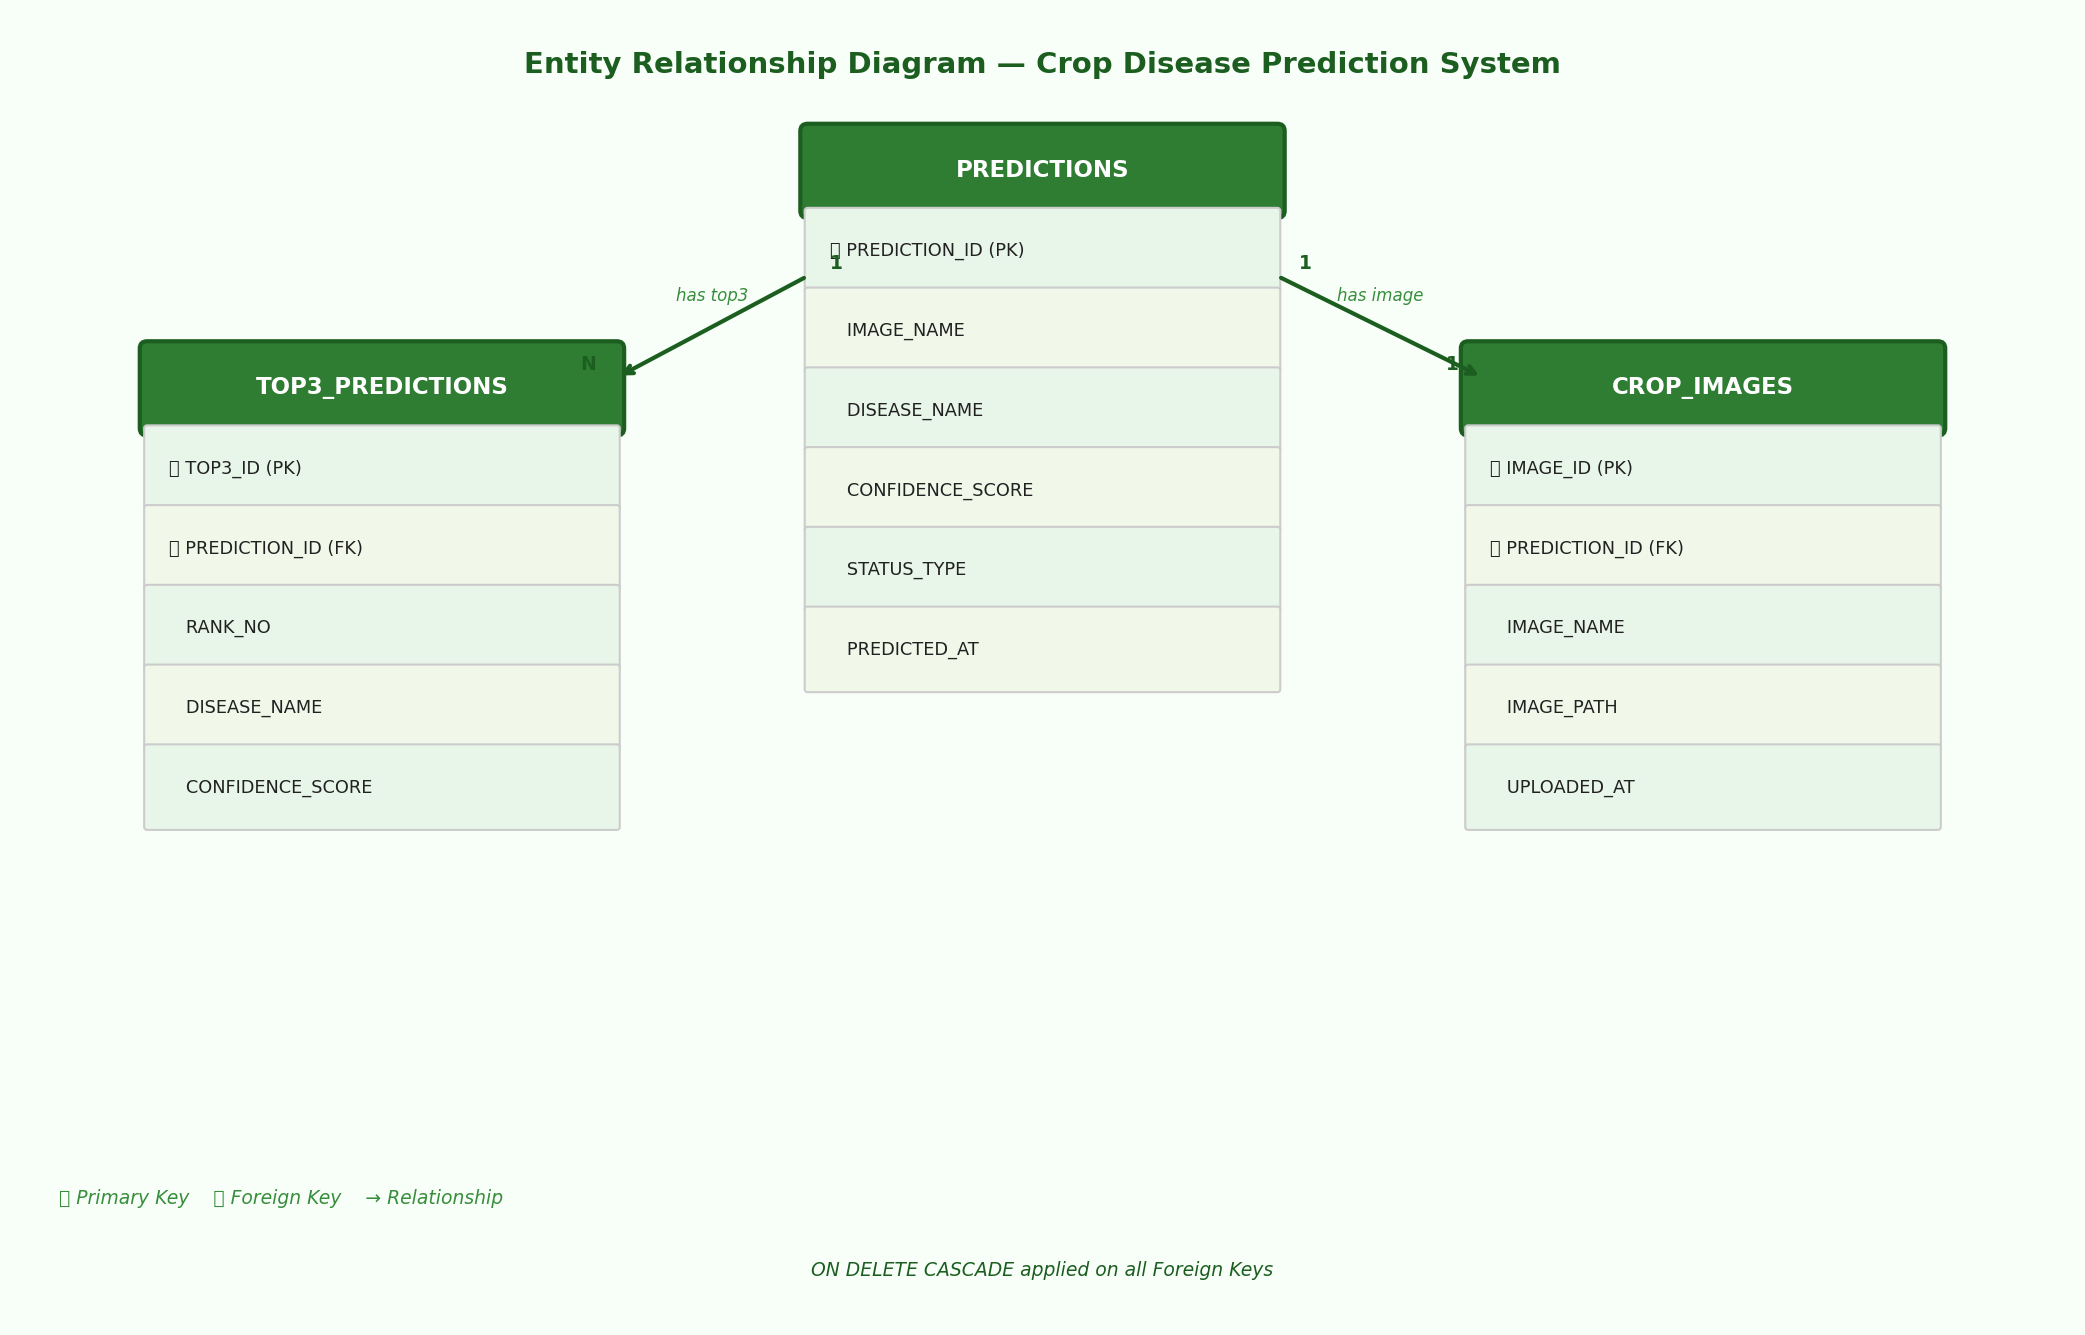 Entity Relationship Diagram — Crop Disease Prediction System
PREDICTIONS
PREDICTION_ID (PK)
IMAGE_NAME
DISEASE_NAME
CONFIDENCE_SCORE
STATUS_TYPE
PREDICTED_AT
1
has top3
N
1
has image
1
TOP3_PREDICTIONS
TOP3_ID (PK)
PREDICTION_ID (FK)
RANK_NO
DISEASE_NAME
CONFIDENCE_SCORE
CROP_IMAGES
IMAGE_ID (PK)
PREDICTION_ID (FK)
IMAGE_NAME
IMAGE_PATH
UPLOADED_AT
Primary Key Foreign Key → Relationship
ON DELETE CASCADE applied on all Foreign Keys